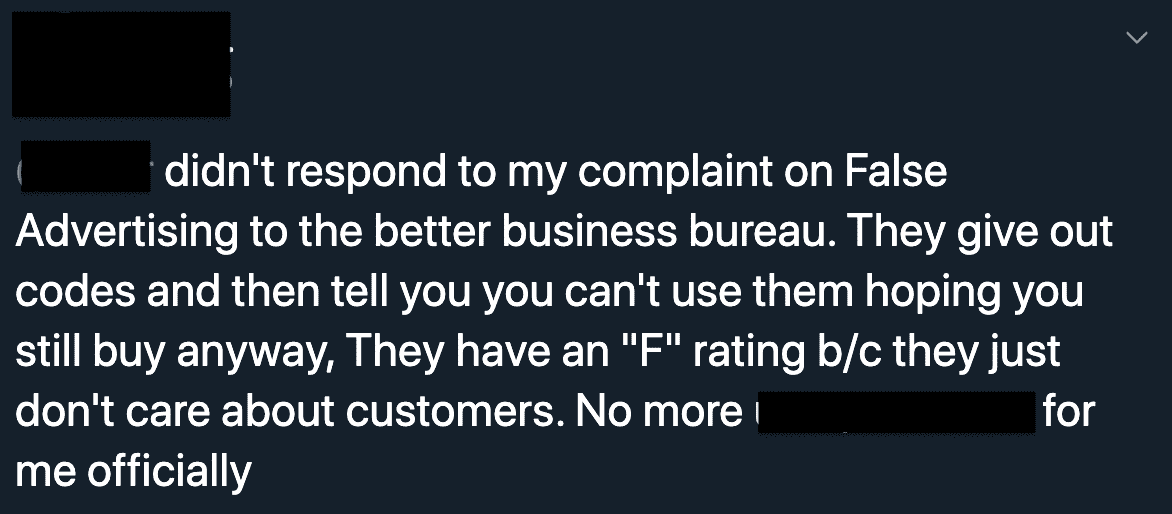 didn't respond to my complaint on False
Advertising to the better business bureau. They give out
codes and then tell you you can't use them hoping you
still buy anyway, They have an "F" rating b/c they just
don't care about customers. No more for
me officially